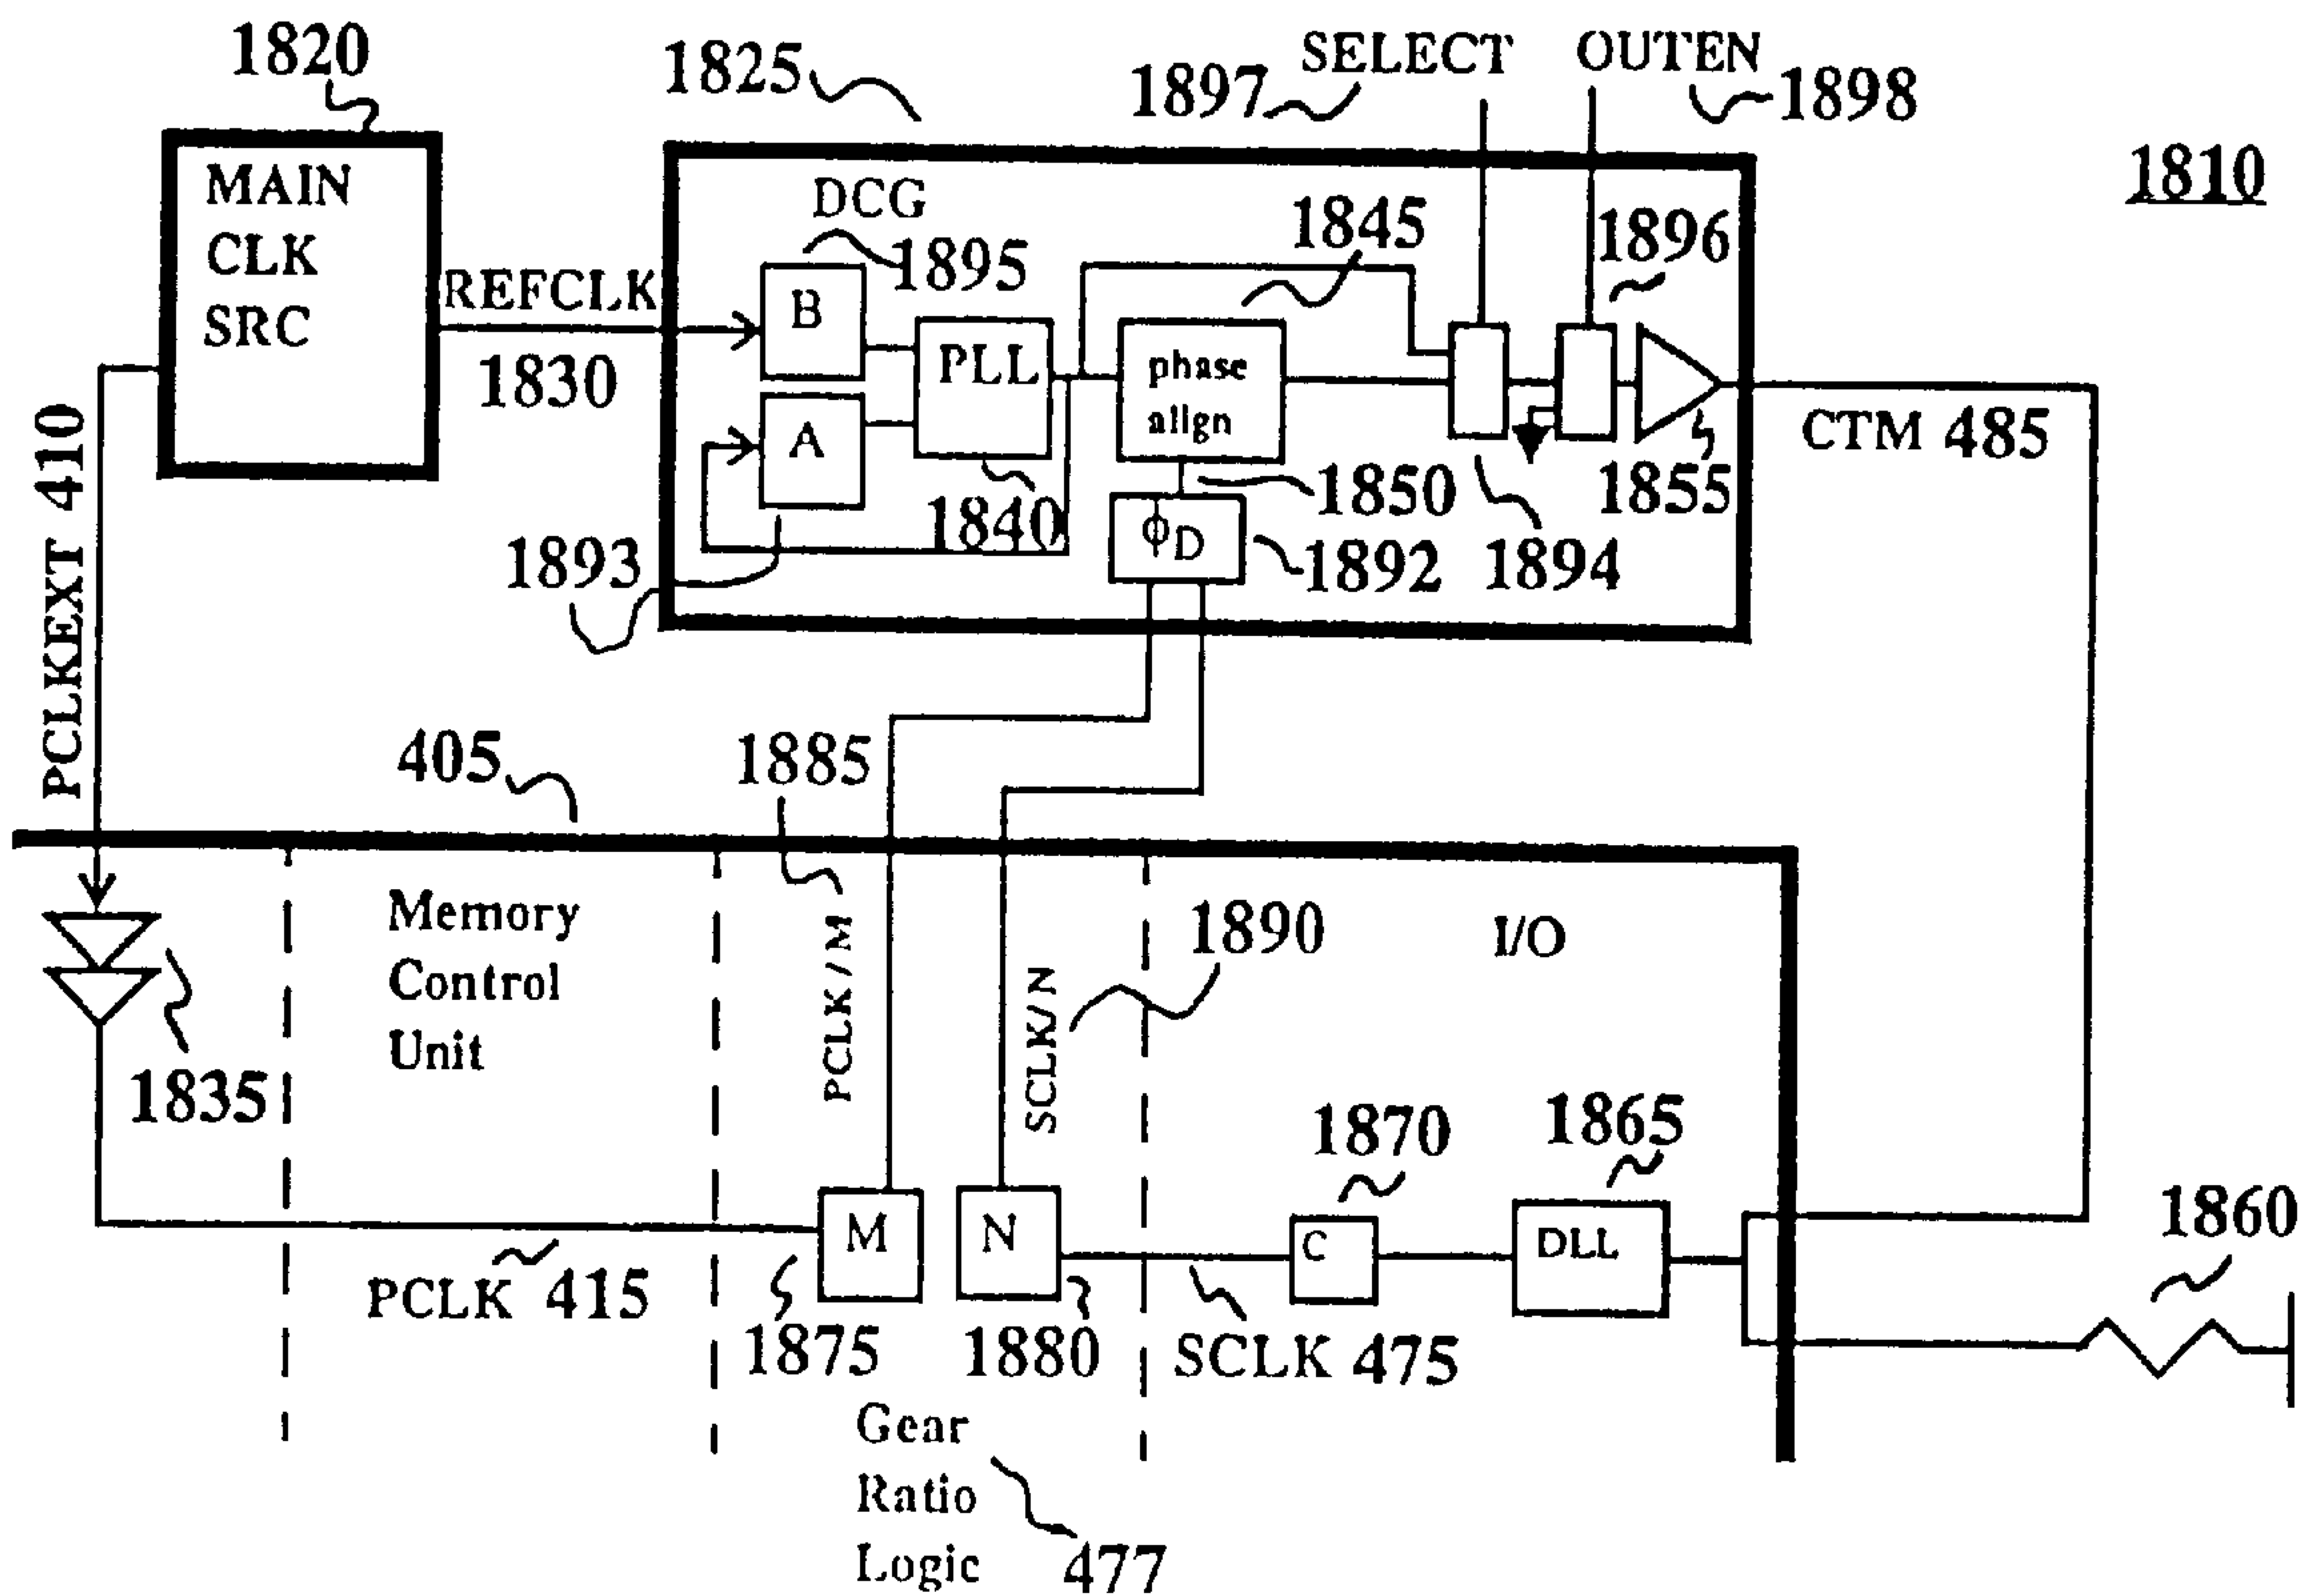 1820
1825
1897
SELECT
OUTEN
1898
1810
MAIN
CLK
SRC
REFCLK
1830
PCLKEXT 410
DCG
1895
B
A
PLL
1840
1893
1845
phase
align
1850
ϕD
1892
1894
1896
1855
CTM 485
405
1885
Memory
Control
Unit
1835
PCLK/M
SCLK/N
1890
I/O
1870
1865
1860
M
N
C
DLL
PCLK 415
1875
1880
SCLK 475
Gear
Ratio
Logic
477